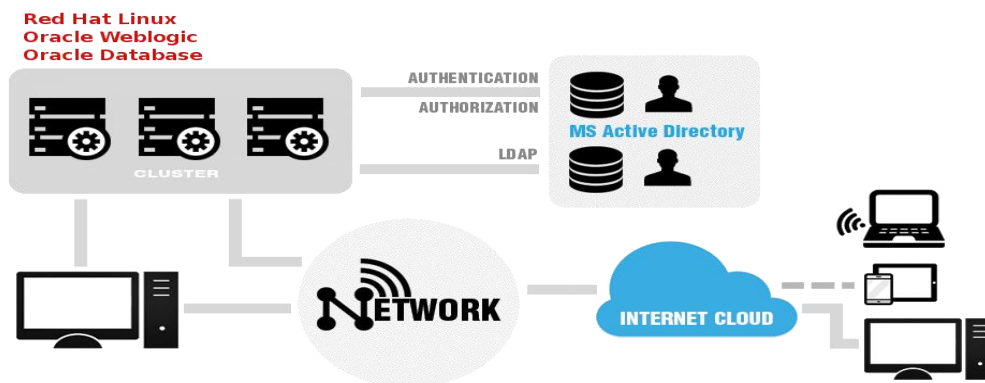 Red Hat Linux
Oracle Weblogic
Oracle Database
CLUSTER
AUTHENTICATION
AUTHORIZATION
LDAP
MS Active Directory
NETWORK
INTERNET CLOUD